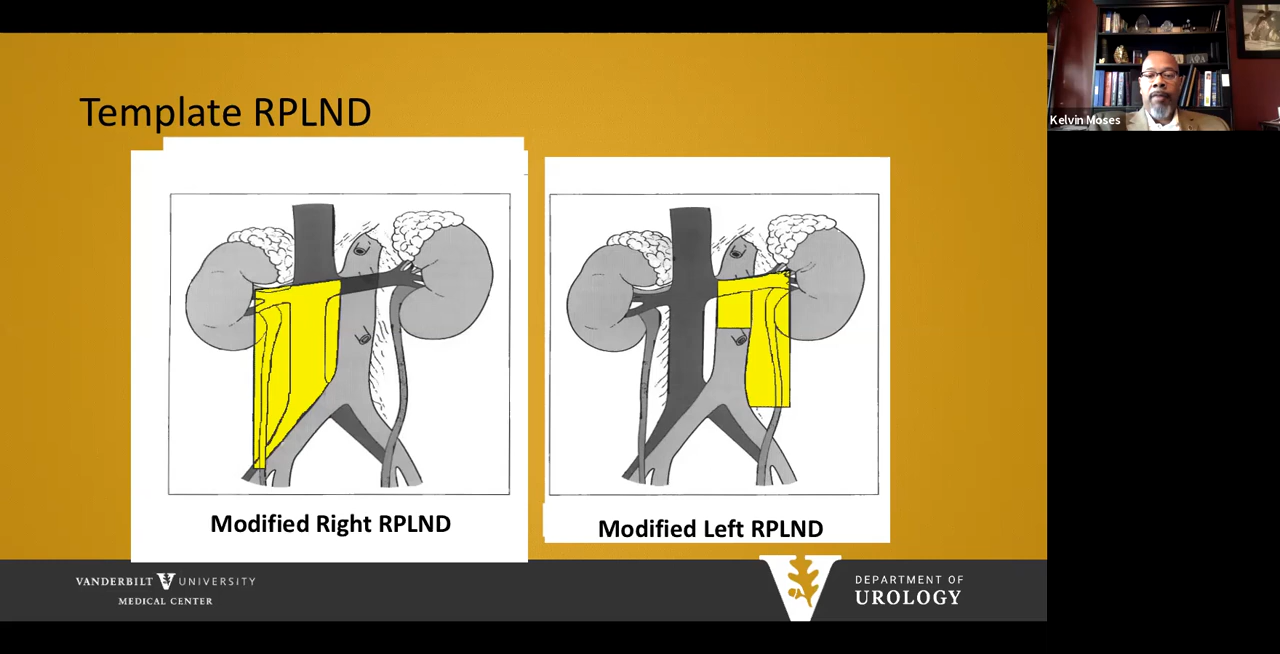 Template RPLND
Modified Right RPLND
Modified Left RPLND
VANDERBILT UNIVERSITY
MEDICAL CENTER
DEPARTMENT OF
UROLOGY
Kelvin Moses